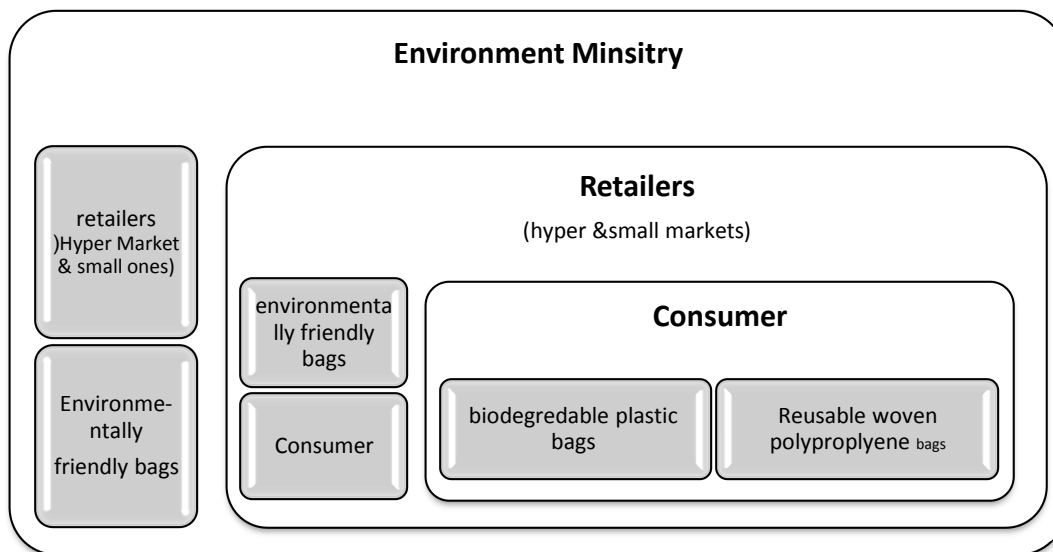 Environment Minsitry
retailers
)Hyper Market
& small ones)
Environme-
ntally
friendly bags
Retailers
(hyper &small markets)
environmenta
lly friendly
bags
Consumer
Consumer
biodegredable plastic
bags
Reusable woven
polyproplyene bags